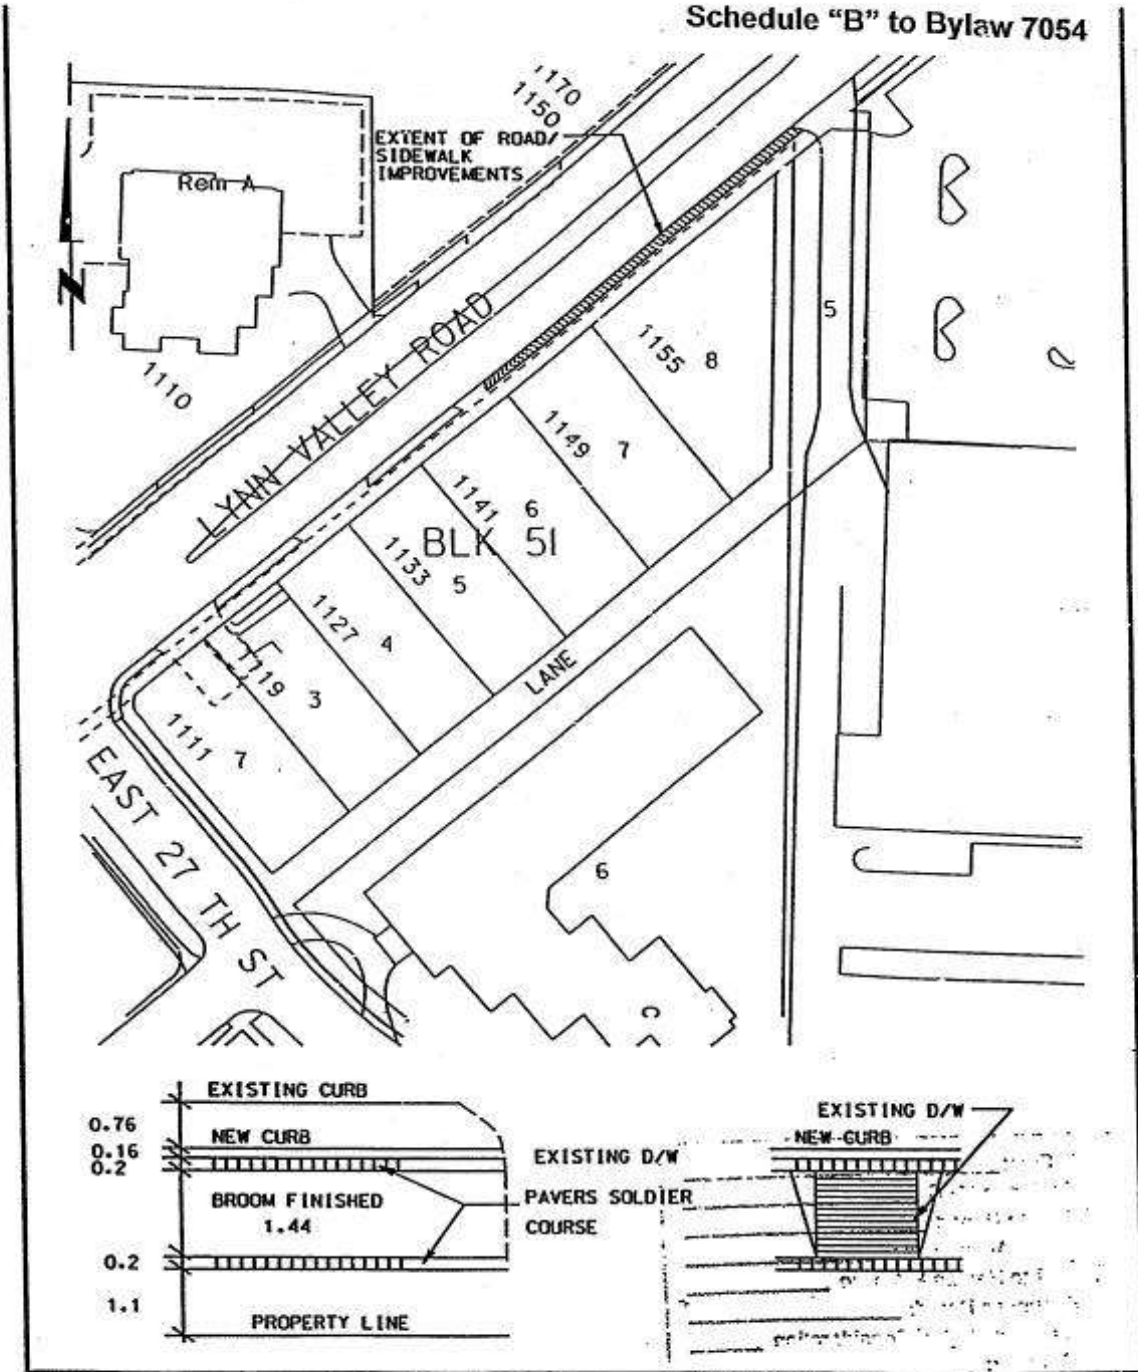 Schedule "B" to Bylaw 7054
1170
1150
EXTENT OF ROAD/
SIDEWALK
IMPROVEMENTS
Rem A
N
1110
LYNN VALLEY ROAD
5
1155 8
1149 7
1141 6
BLK 51
1133 5
1127 4
1119 3
1111 7
LANE
EAST 27 TH ST
6
C
EXISTING CURB
0.76
NEW CURB
0.16
0.2
EXISTING D/W
BROOM FINISHED
1.44
PAVERS SOLDIER
COURSE
0.2
1.1
PROPERTY LINE
EXISTING D/W
NEW CURB